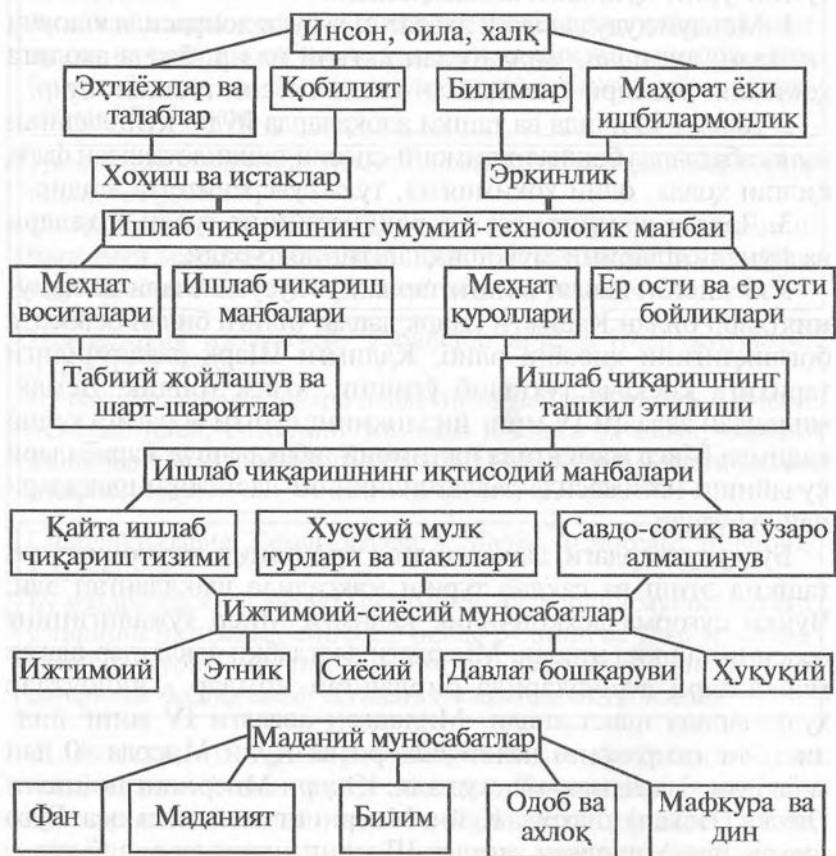 Инсон, оила, халқ
Эҳтиёжлар ва талаблар
Қобилият
Билимлар
Маҳорат ёки ишбилармонлик
Хоҳиш ва истаклар
Эркинлик
Ишлаб чиқаришнинг умумий-технологик манбаи
Меҳнат воситалари
Ишлаб чиқариш манбалари
Меҳнат қуроллари
Ер ости ва ер усти бойликлари
Табиий жойлашув ва шарт-шароитлар
Ишлаб чиқаришнинг ташкил этилиши
Ишлаб чиқаришнинг иқтисодий манбалари
Қайта ишлаб чиқариш тизими
Ҳусусий мулк турлари ва шакллари
Савдо-сотиқ ва ўзаро алмашинув
Ижтимоий-сиёсий муносабалар
Ижтимоий
Этник
Сиёсий
Давлат бошқаруви
Ҳуқуқий
Маданий муносабалар
Фан
Маданият
Билим
Одоб ва ахлоқ
Мафкура ва дин